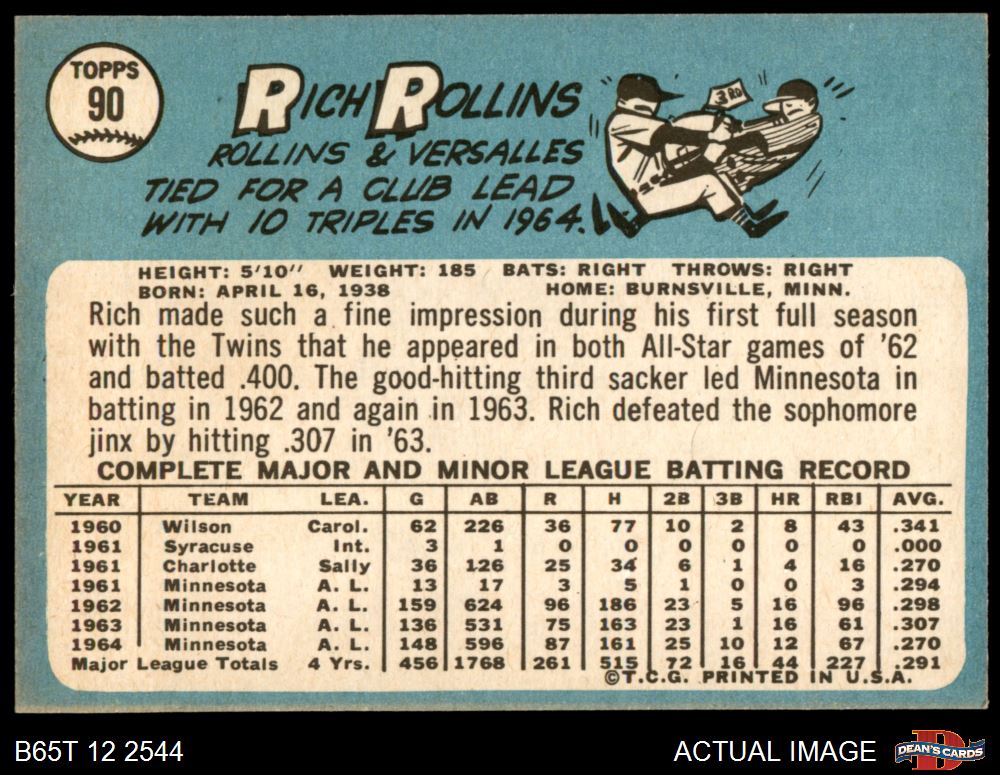 TOPPS
90
RICH ROLLINS
ROLLINS & VERSALLES
TIED FOR A CLUB LEAD
WITH 10 TRIPLES IN 1964.
3RD
HEIGHT: 5'10" WEIGHT: 185 BATS: RIGHT THROWS: RIGHT
BORN: APRIL 16, 1938 HOME: BURNSVILLE, MINN.
Rich made such a fine impression during his first full season
with the Twins that he appeared in both All-Star games of '62
and batted .400. The good-hitting third sacker led Minnesota in
batting in 1962 and again in 1963. Rich defeated the sophomore
jinx by hitting .307 in '63.
COMPLETE MAJOR AND MINOR LEAGUE BATTING RECORD
YEAR TEAM LEA. G AB R H 2B 3B HR RBI AVG.
1960 Wilson Carol. 62 226 36 77 10 2 8 43 .341
1961 Syracuse Int. 3 1 0 0 0 0 0 0 .000
1961 Charlotte Sally 36 126 25 34 6 1 4 16 .270
1961 Minnesota A. L. 13 17 3 5 1 0 0 3 .294
1962 Minnesota A. L. 159 624 96 186 23 5 16 96 .298
1963 Minnesota A. L. 136 531 75 163 23 1 16 61 .307
1964 Minnesota A. L. 148 596 87 161 25 10 12 67 .270
Major League Totals 4 Yrs. 456 1768 261 515 72 16 44 227 .291
©T.C.G. PRINTED IN U.S.A.
B65T 12 2544 ACTUAL IMAGE
DEAN'S CARDS